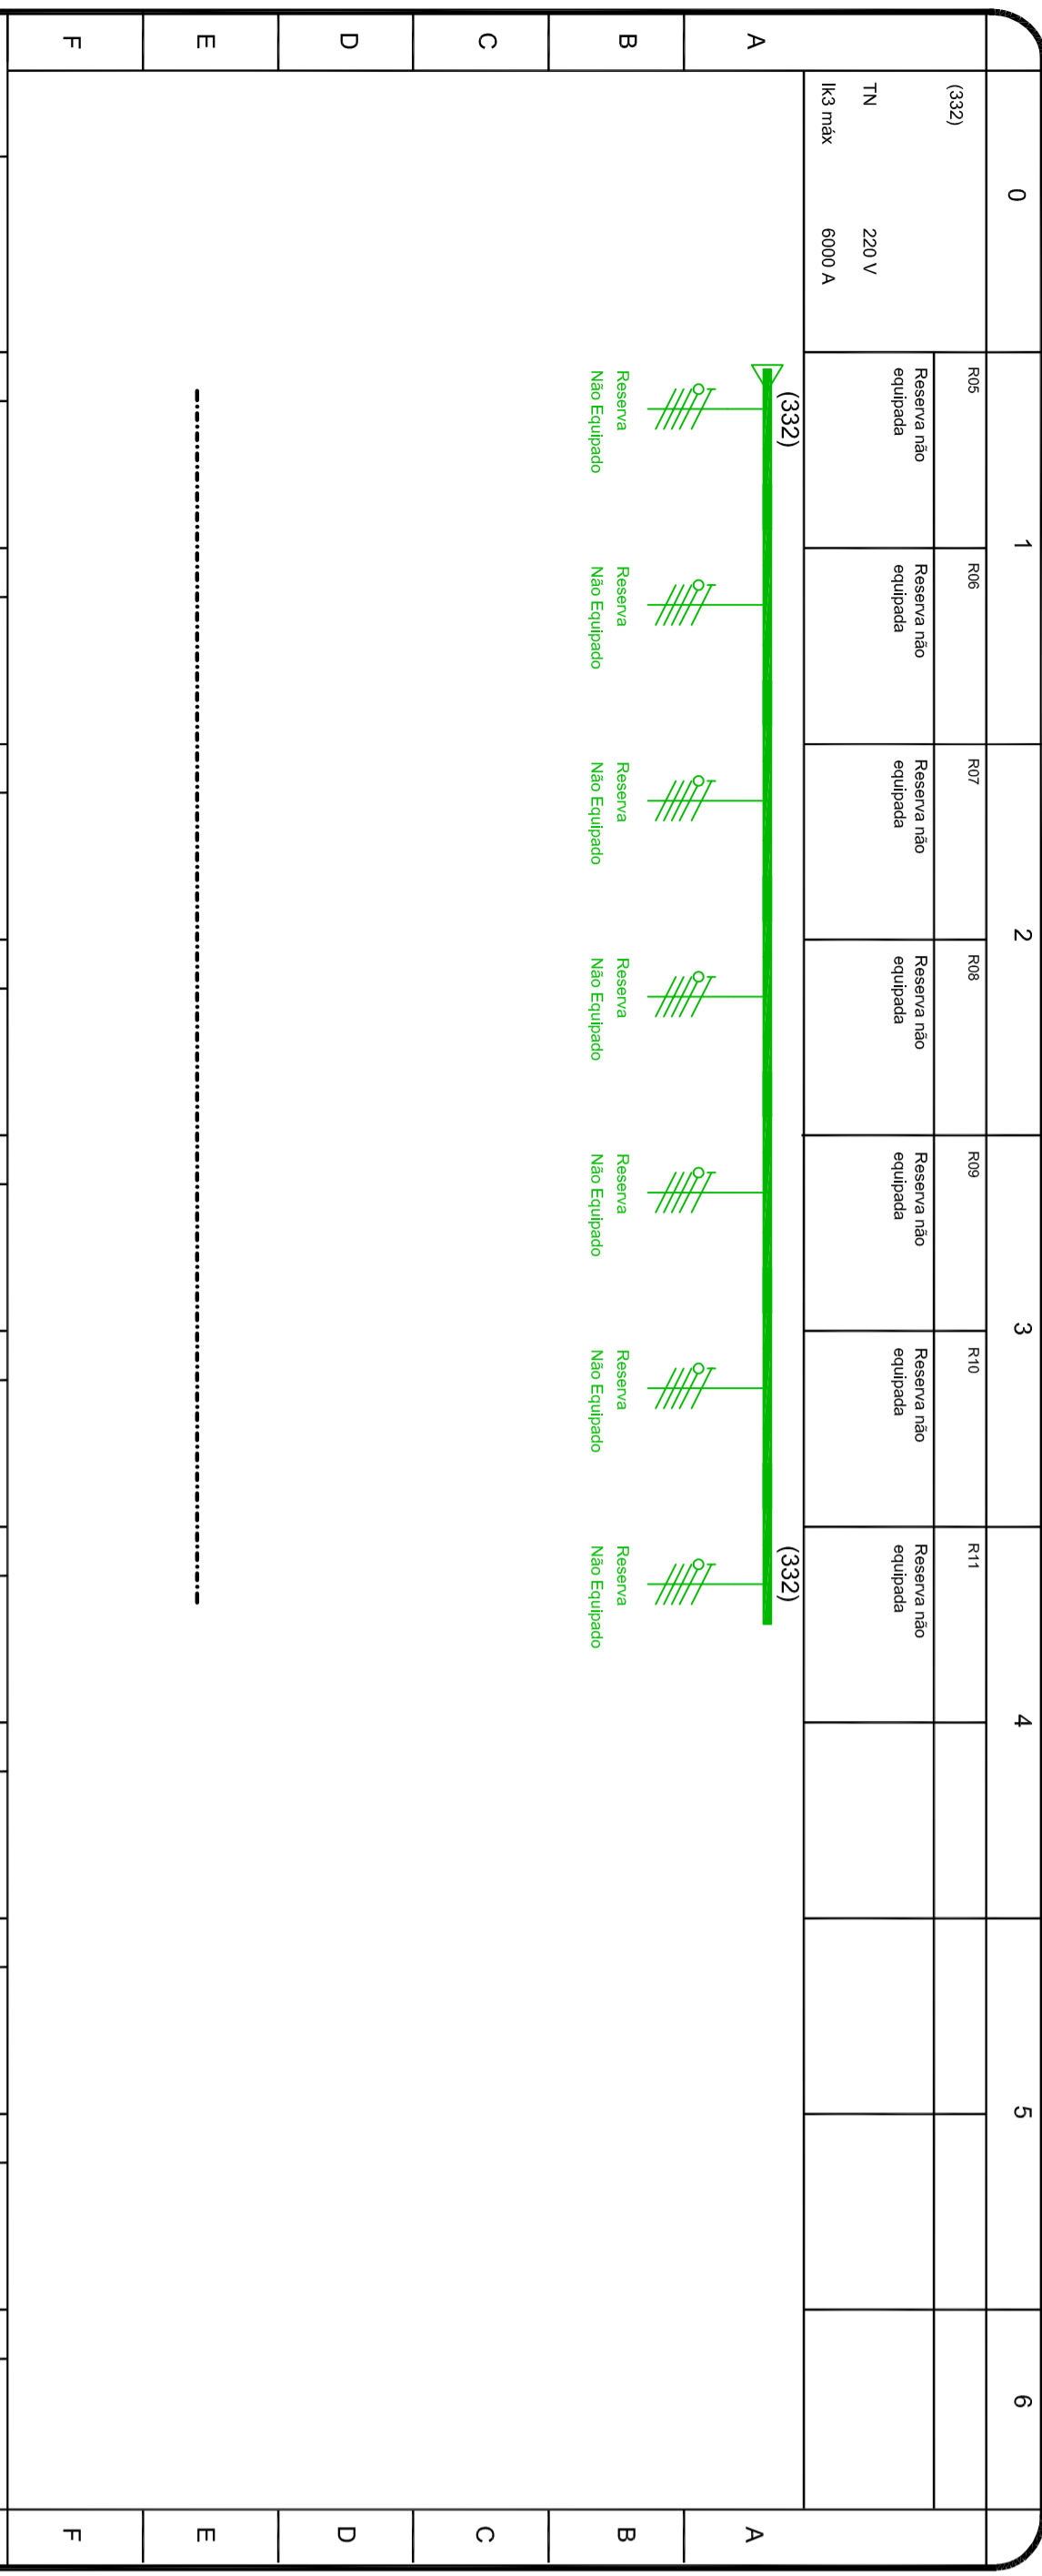 0
1
2
3
4
5
6
(332)
TN 220 V
Ik3 máx 6000 A
R05
Reserva não
equipada
R06
Reserva não
equipada
R07
Reserva não
equipada
R08
Reserva não
equipada
R09
Reserva não
equipada
R10
Reserva não
equipada
R11
Reserva não
equipada
A
A
(332)
(332)
B
B
Reserva
Não Equipado
Reserva
Não Equipado
Reserva
Não Equipado
Reserva
Não Equipado
Reserva
Não Equipado
Reserva
Não Equipado
Reserva
Não Equipado
C
C
D
D
E
E
F
F